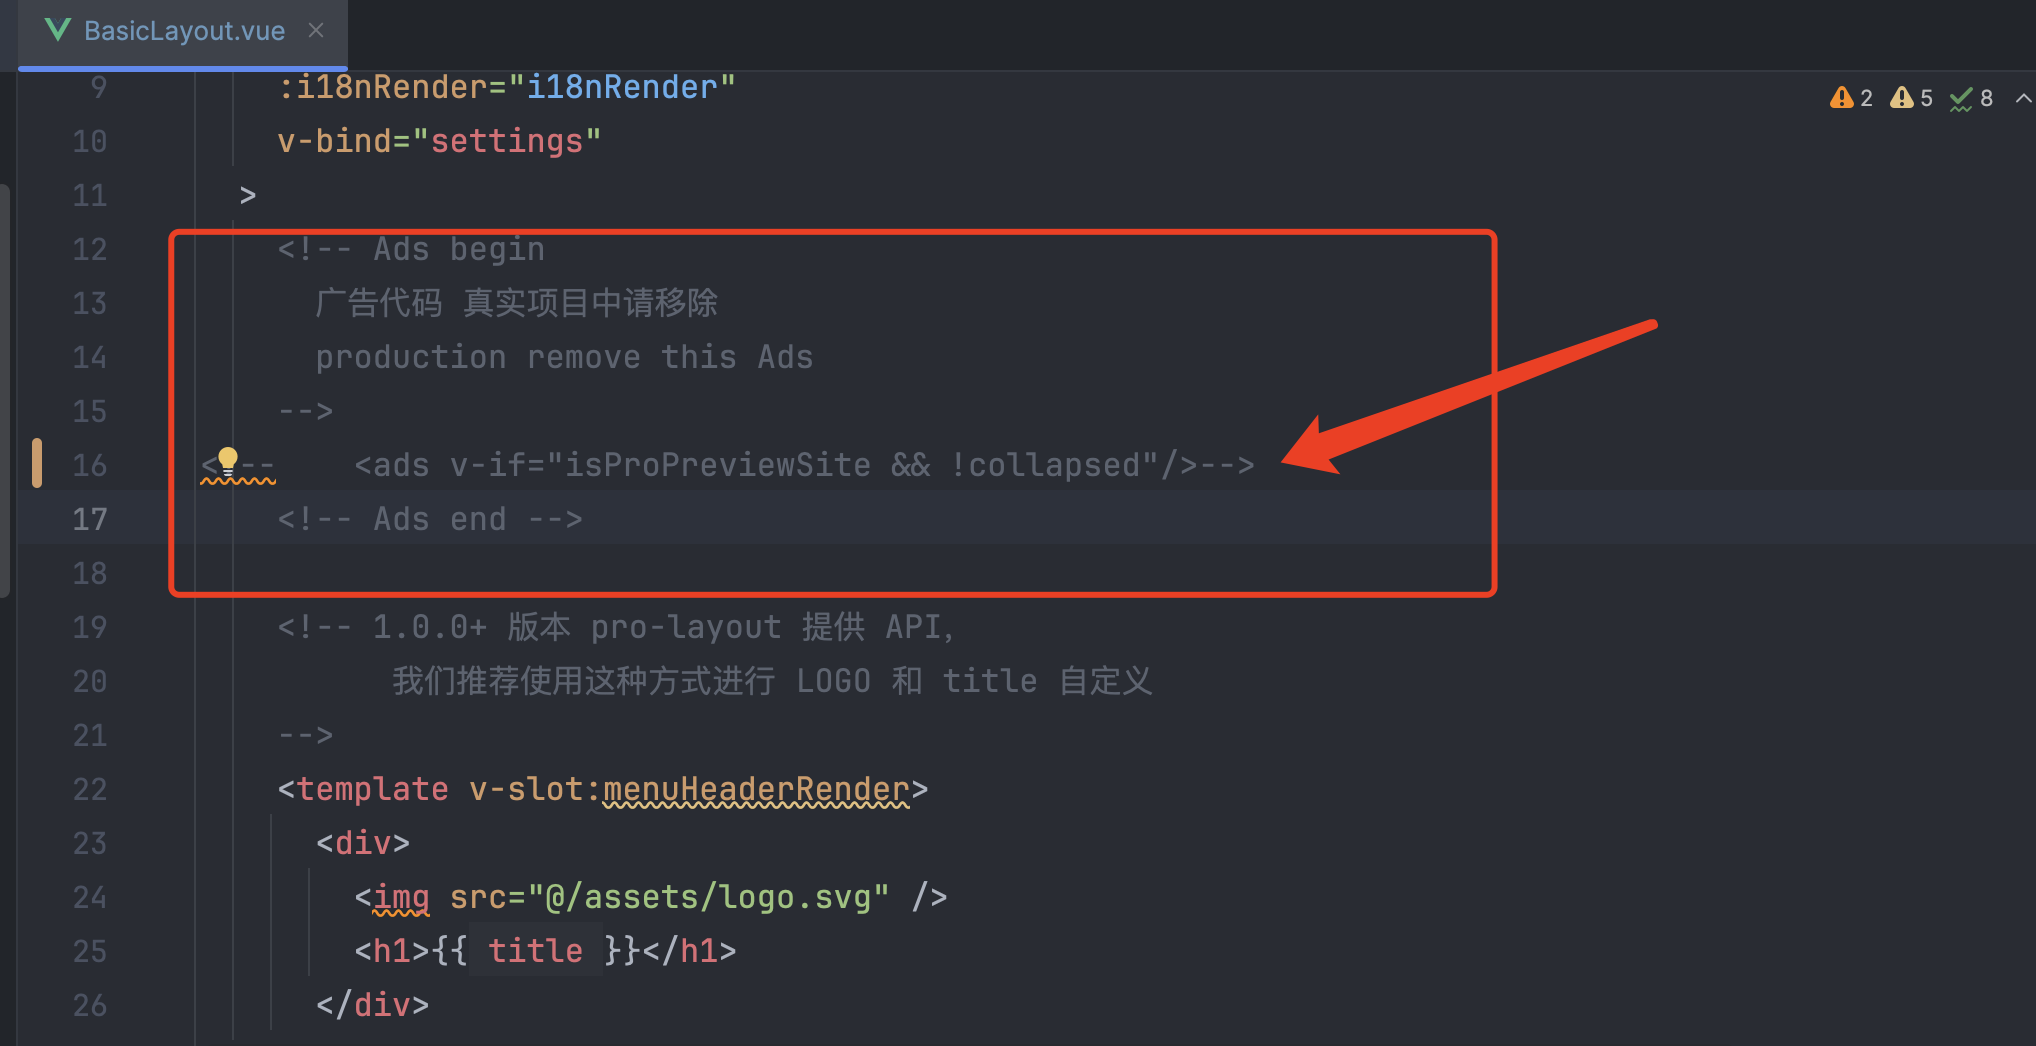 BasicLayout.vue
2 5 8
9 :i18nRender="i18nRender"
10 v-bind="settings"
11 >
12 <!-- Ads begin
13 广告代码 真实项目中请移除
14 production remove this Ads
15 -->
16 <!-- <ads v-if="isProPreviewSite && !collapsed"/>-->
17 <!-- Ads end -->
18
19 <!-- 1.0.0+ 版本 pro-layout 提供 API,
20 我们推荐使用这种方式进行 LOGO 和 title 自定义
21 -->
22 <template v-slot:menuHeaderRender>
23 <div>
24 <img src="@/assets/logo.svg" />
25 <h1>{{ title }}</h1>
26 </div>